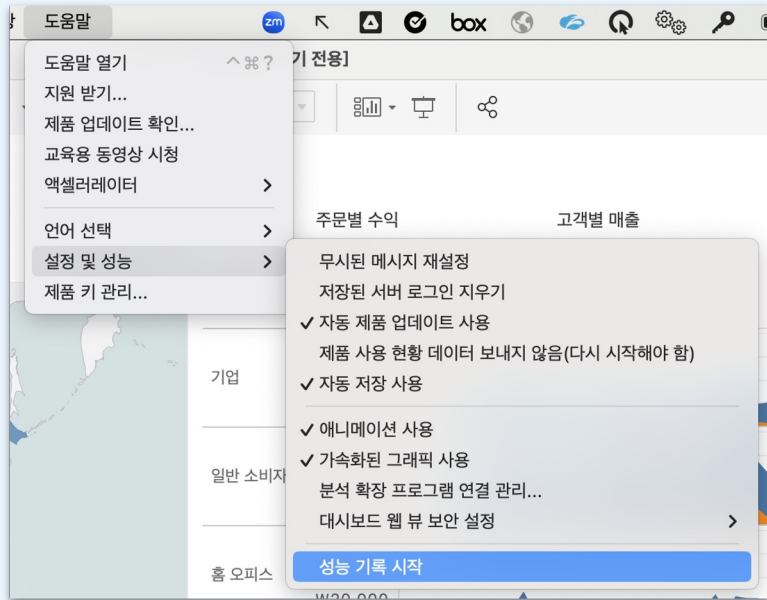 도움말
zm
box
도움말 열기 ^⌘?
기 전용]
지원 받기...
제품 업데이트 확인...
교육용 동영상 시청
액셀러레이터
언어 선택
설정 및 성능
제품 키 관리...
주문별 수익
고객별 매출
무시된 메시지 재설정
저장된 서버 로그인 지우기
✓ 자동 제품 업데이트 사용
제품 사용 현황 데이터 보내지 않음(다시 시작해야 함)
✓ 자동 저장 사용
✓ 애니메이션 사용
✓ 가속화된 그래픽 사용
분석 확장 프로그램 연결 관리...
대시보드 웹 뷰 보안 설정
성능 기록 시작
기업
일반 소비자
홈 오피스
₩20,000